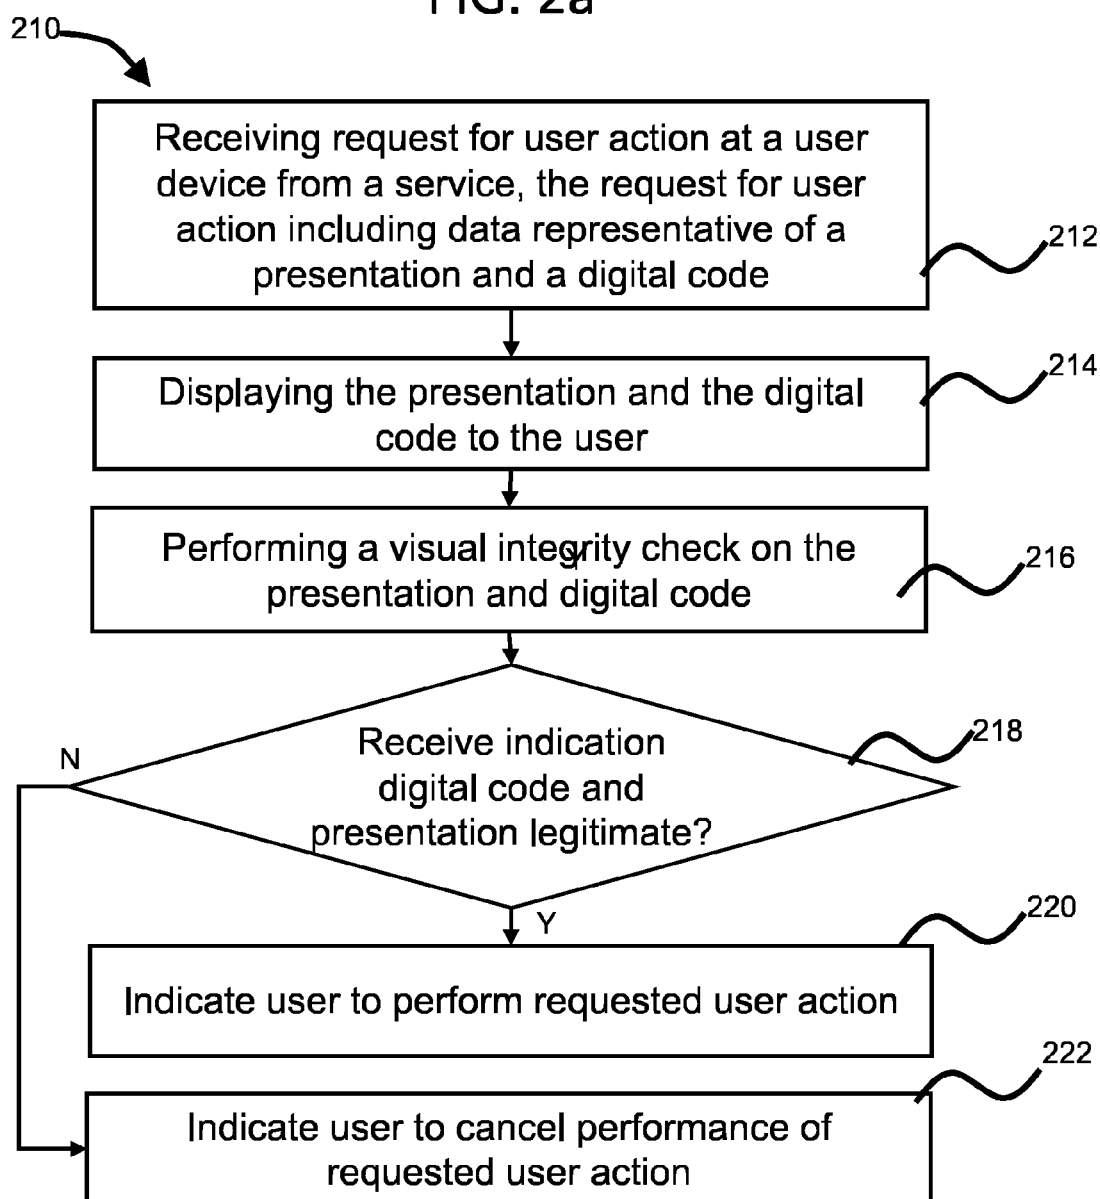 FIG. 2a
210
Receiving request for user action at a user
device from a service, the request for user
action including data representative of a
presentation and a digital code
212
Displaying the presentation and the digital
code to the user
214
Performing a visual integrity check on the
presentation and digital code
Y
216
Receive indication
digital code and
presentation legitimate?
218
N
Y
220
Indicate user to perform requested user action
222
Indicate user to cancel performance of
requested user action